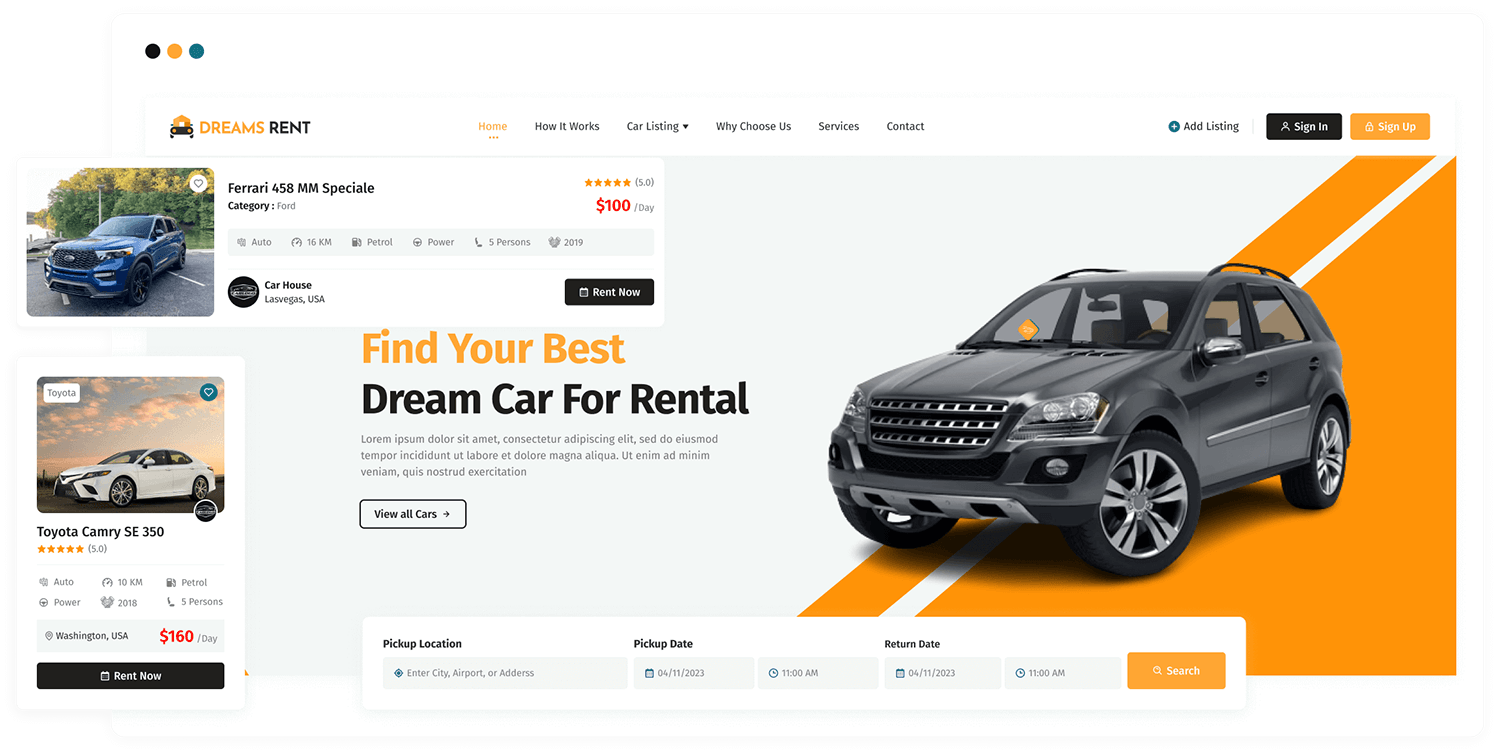 DREAMS RENT
Home
How It Works
Car Listing
Why Choose Us
Services
Contact
Add Listing
Sign In
Sign Up
Ferrari 458 MM Speciale
(5.0)
Category : Ford
$100 /Day
Auto
16 KM
Petrol
Power
5 Persons
2019
Car House
Lasvegas, USA
Rent Now
Find Your Best
Dream Car For Rental
Lorem ipsum dolor sit amet, consectetur adipiscing elit, sed do eiusmod
tempor incididunt ut labore et dolore magna aliqua. Ut enim ad minim
veniam, quis nostrud exercitation
View all Cars
Toyota
Toyota Camry SE 350
(5.0)
Auto
10 KM
Petrol
Power
2018
5 Persons
Washington, USA
$160 /Day
Rent Now
Pickup Location
Pickup Date
Return Date
Enter City, Airport, or Adderss
04/11/2023
11:00 AM
04/11/2023
11:00 AM
Search